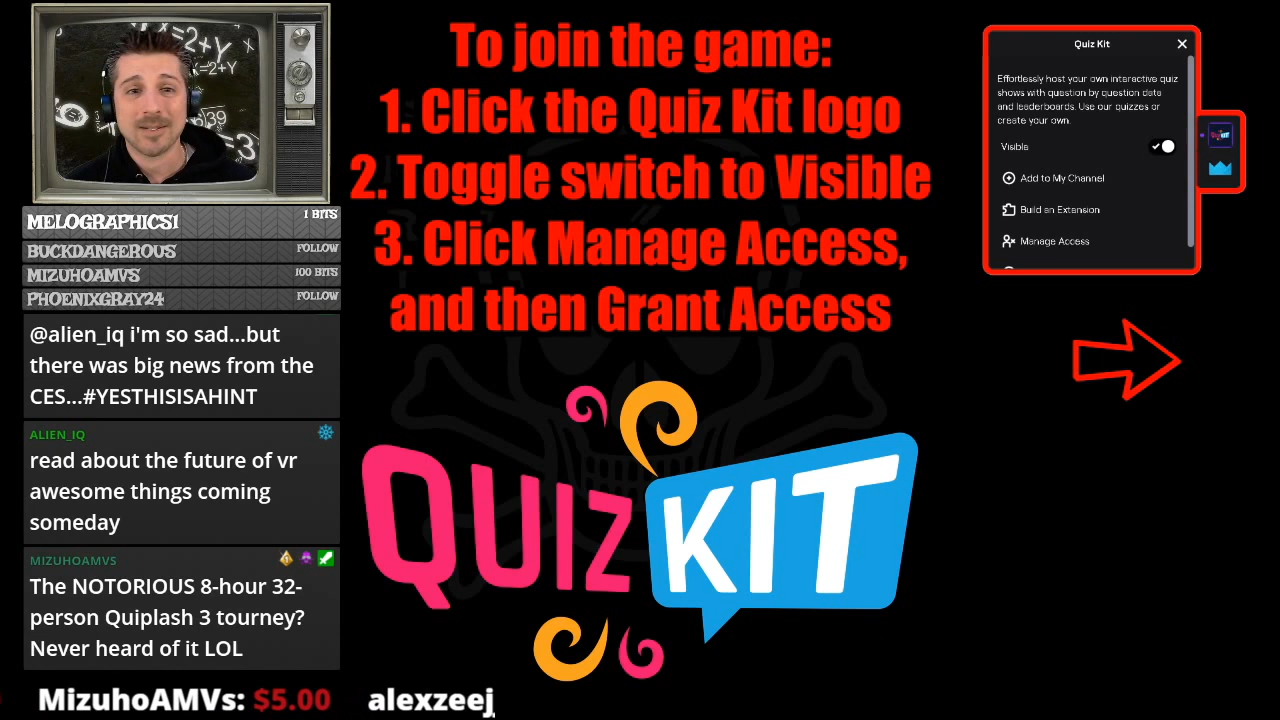 To join the game:
1. Click the Quiz Kit logo
2. Toggle switch to Visible
3. Click Manage Access,
and then Grant Access
Quiz Kit
Effortlessly host your own interactive quiz
shows with question by question data
and leaderboards. Use our quizzes or
create your own.
Visible
Add to My Channel
Build an Extension
Manage Access
MELOGRAPHICS1 1 BITS
BUCKDANGEROUS FOLLOW
MIZUHOAMVS 100 BITS
PHOENIXGRAY24 FOLLOW
@alien_iq i'm so sad...but
there was big news from the
CES...#YESTHISISAHINT
ALIEN_IQ
read about the future of vr
awesome things coming
someday
MIZUHOAMVS
The NOTORIOUS 8-hour 32-
person Quiplash 3 tourney?
Never heard of it LOL
QUIZ KIT
MizuhoAMVs: $5.00 alexzeej